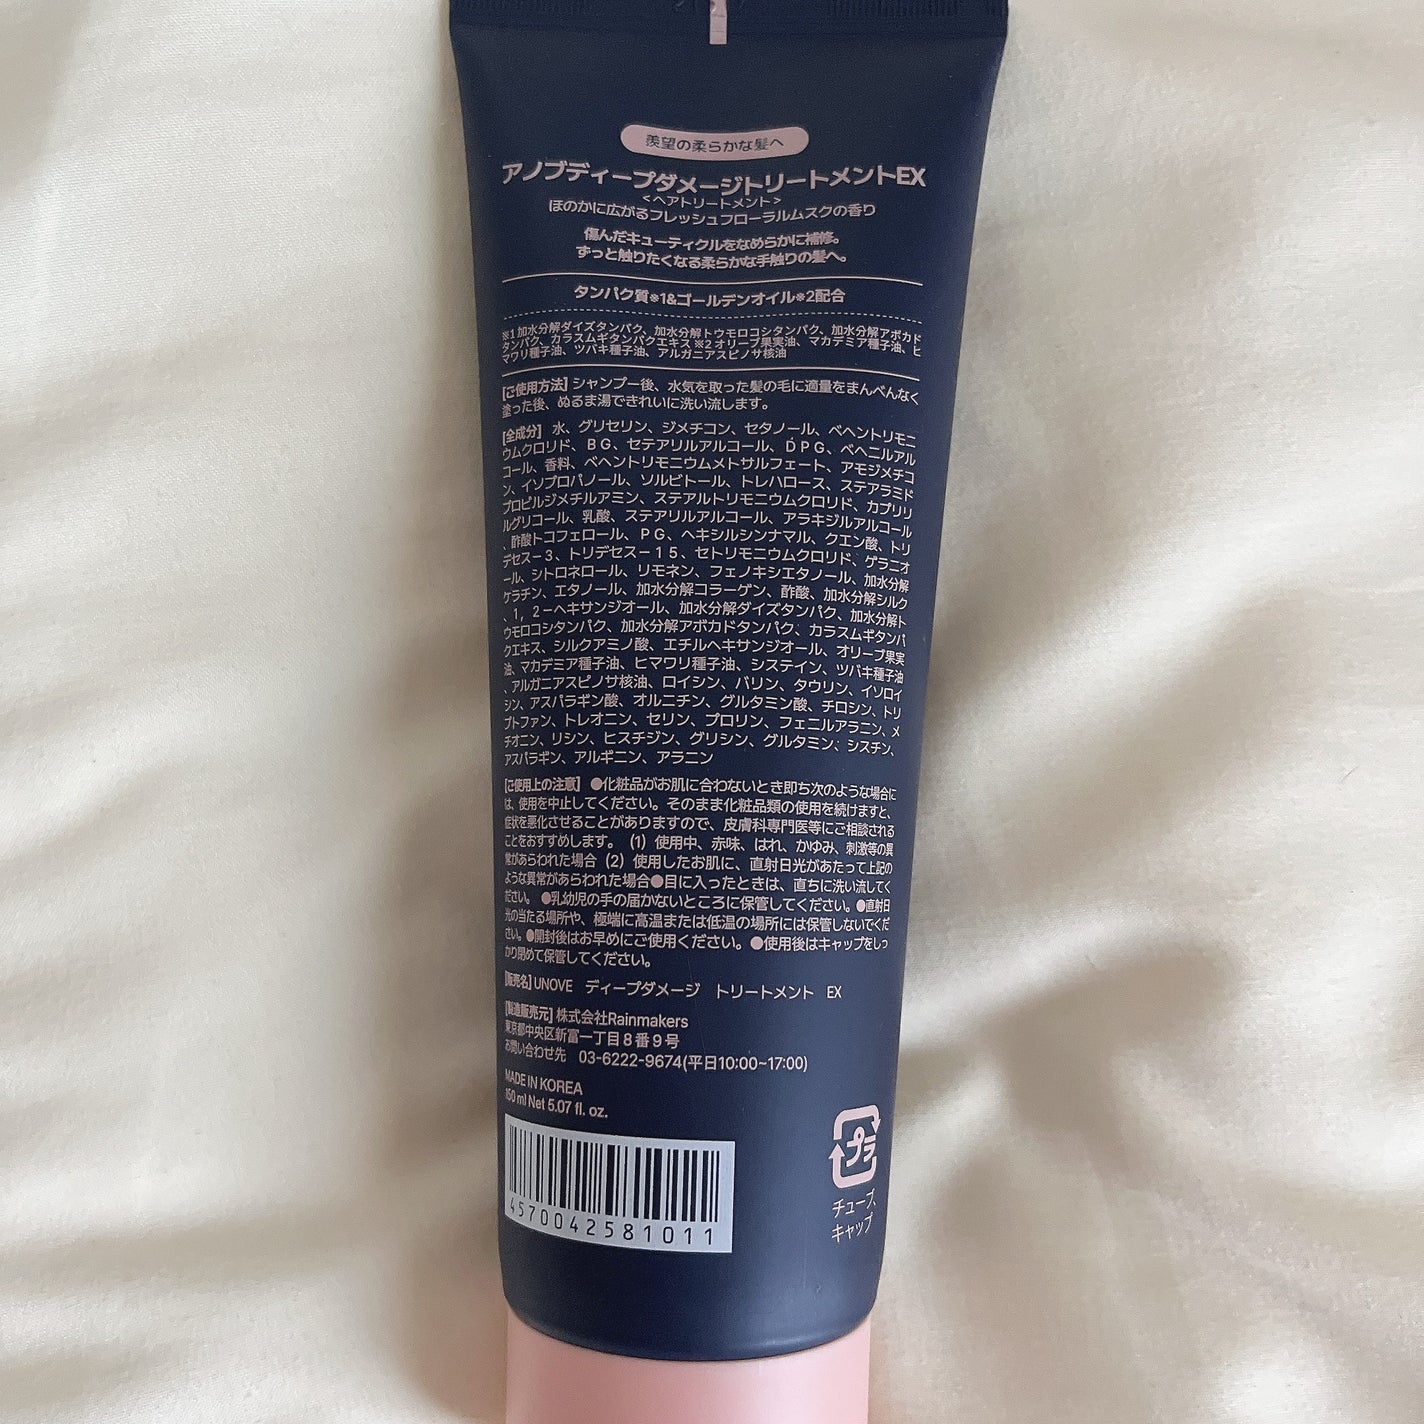 羨望の柔らかな髪へ
アノブディープダメージトリートメントEX
<ヘアトリートメント>
ほのかに広がるフレッシュフローラルムスクの香り
傷んだキューティクルをなめらかに補修。
ずっと触りたくなる柔らかな手触りの髪へ。
タンパク質※1&ゴールデンオイル※2配合
※1 加水分解ダイズタンパク、加水分解トウモロコシタンパク、加水分解アボカド
タンパク、カラスムギタンパクエキス ※2 オリーブ果実油、マカデミア種子油、ヒ
マワリ種子油、ツバキ種子油、アルガニアスピノサ核油
[ご使用方法] シャンプー後、水気を取った髪の毛に適量をまんべんなく
塗った後、ぬるま湯できれいに洗い流します。
[全成分] 水、グリセリン、ジメチコン、セタノール、ベヘントリモニ
ウムクロリド、BG、セテアリルアルコール、DPG、ベヘニルアル
コール、香料、ベヘントリモニウムメトサルフェート、アモジメチコ
ン、イソプロパノール、ソルビトール、トレハロース、ステアラミド
プロピルジメチルアミン、ステアルトリモニウムクロリド、カプリリ
ルグリコール、乳酸、ステアリルアルコール、アラキジルアルコール
、酢酸トコフェロール、PG、ヘキシルシンナマル、クエン酸、トリ
デセス－3、トリデセス－15、セトリモニウムクロリド、ゲラニオ
ール、シトロネロール、リモネン、フェノキシエタノール、加水分解
ケラチン、エタノール、加水分解コラーゲン、酢酸、加水分解シルク
、1，2－ヘキサンジオール、加水分解ダイズタンパク、加水分解ト
ウモロコシタンパク、加水分解アボカドタンパク、カラスムギタンパ
クエキス、シルクアミノ酸、エチルヘキサンジオール、オリーブ果実
油、マカデミア種子油、ヒマワリ種子油、システイン、ツバキ種子油
、アルガニアスピノサ核油、ロイシン、バリン、タウリン、イソロイ
シン、アスパラギン酸、オルニチン、グルタミン酸、チロシン、トリ
プトファン、トレオニン、セリン、プロリン、フェニルアラニン、メ
チオニン、リシン、ヒスチジン、グリシン、グルタミン、シスチン、
アスパラギン、アルギニン、アラニン
[ご使用上の注意] ●化粧品がお肌に合わないとき即ち次のような場合に
は、使用を中止してください。そのまま化粧品類の使用を続けますと、
症状を悪化させることがありますので、皮膚科専門医等にご相談される
ことをおすすめします。（1）使用中、赤味、はれ、かゆみ、刺激等の異
常があらわれた場合（2）使用したお肌に、直射日光があたって上記の
ような異常があらわれた場合●目に入ったときは、直ちに洗い流してく
ださい。●乳幼児の手の届かないところに保管してください。●直射日
光の当たる場所や、極端に高温または低温の場所には保管しないでくだ
さい。●開封後はお早めにご使用ください。●使用後はキャップをしっ
かり閉めて保管してください。
[販売名] UNOVE ディープダメージ トリートメント EX
[製造販売元] 株式会社Rainmakers
東京都中央区新富一丁目8番9号
お問い合わせ先 03-6222-9674(平日10:00~17:00)
MADE IN KOREA
150 ml Net 5.07 fl. oz.
4570042581011
プラ
チューブ、
キャップ